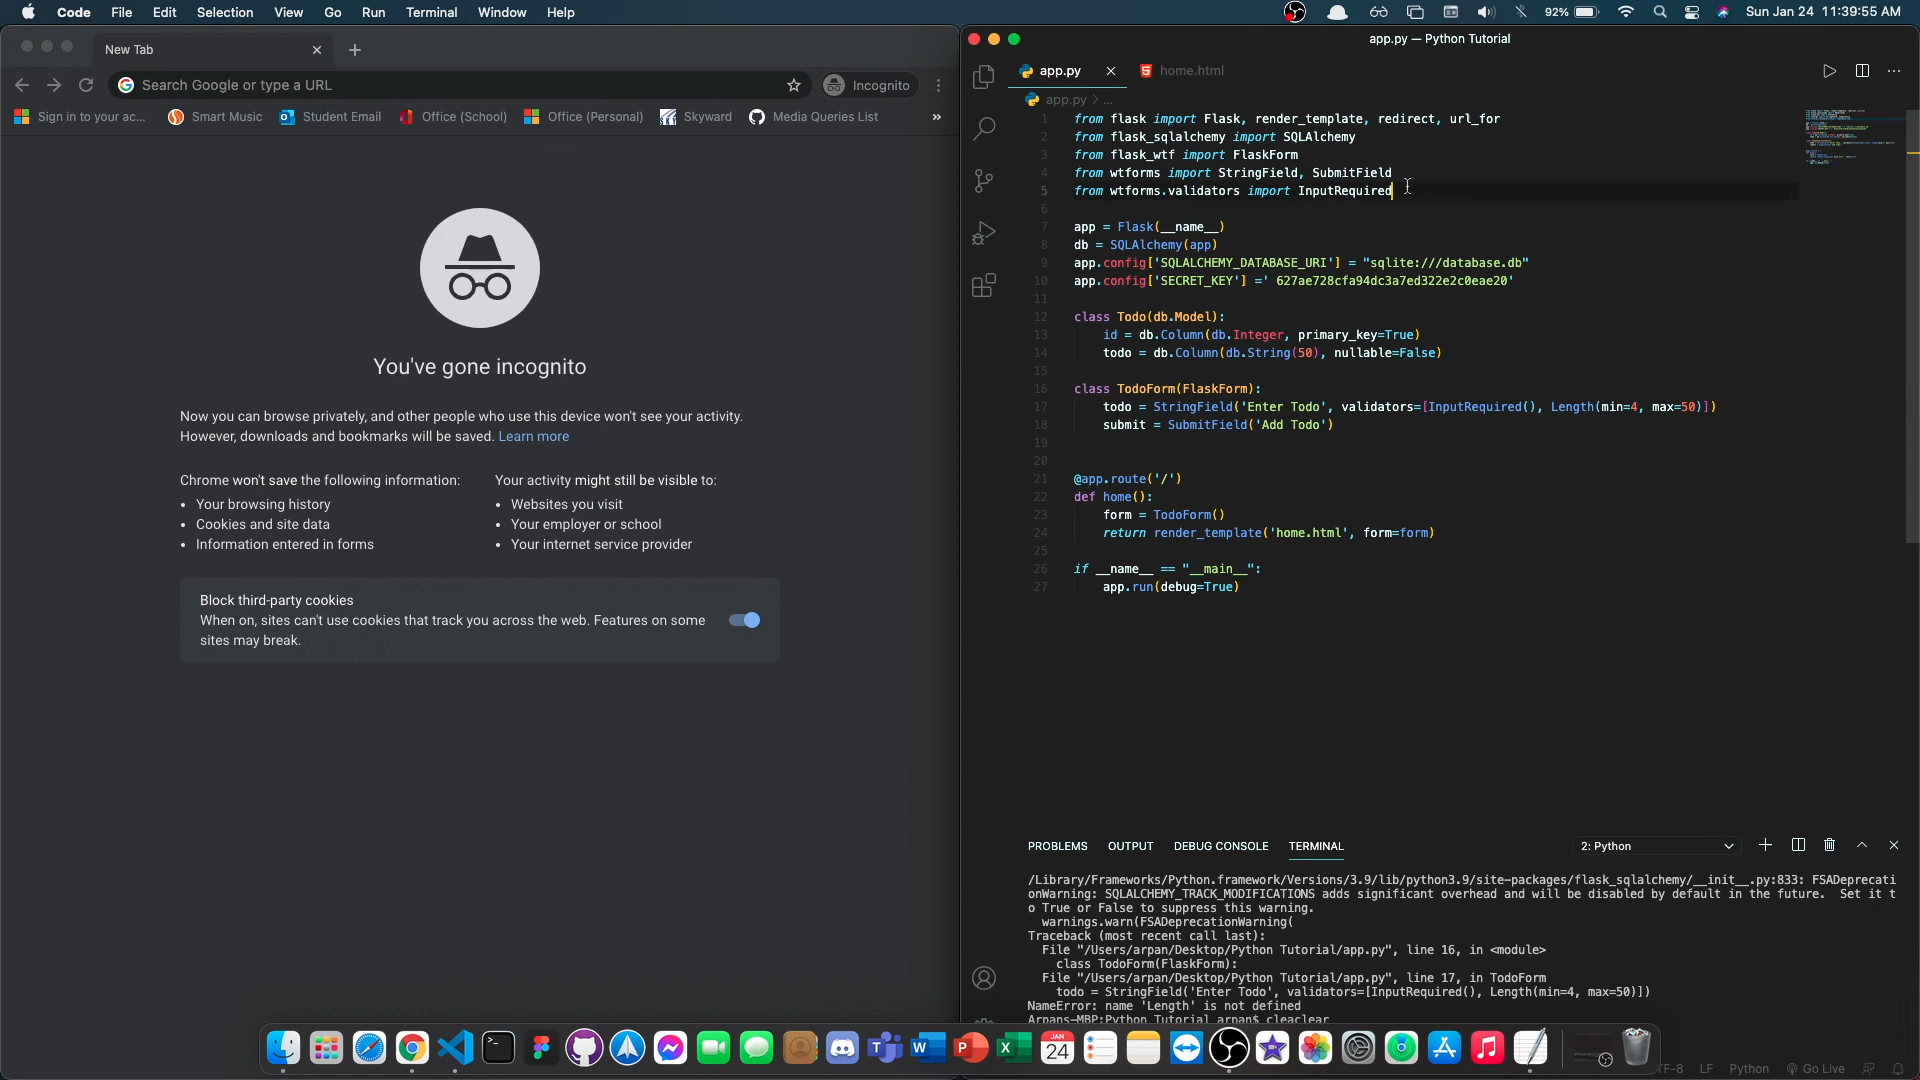 Code File Edit Selection View Go Run Terminal Window Help
92% Sun Jan 24 11:39:55 AM
New Tab
Search Google or type a URL
Incognito
Sign in to your ac... Smart Music Student Email Office (School) Office (Personal) Skyward Media Queries List »
You've gone incognito
Now you can browse privately, and other people who use this device won't see your activity.
However, downloads and bookmarks will be saved. Learn more
Chrome won't save the following information:
• Your browsing history
• Cookies and site data
• Information entered in forms
Your activity might still be visible to:
• Websites you visit
• Your employer or school
• Your internet service provider
Block third-party cookies
When on, sites can't use cookies that track you across the web. Features on some
sites may break.
app.py — Python Tutorial
app.py home.html
app.py > ...
1 from flask import Flask, render_template, redirect, url_for
2 from flask_sqlalchemy import SQLAlchemy
3 from flask_wtf import FlaskForm
4 from wtforms import StringField, SubmitField
5 from wtforms.validators import InputRequired
6
7 app = Flask(__name__)
8 db = SQLAlchemy(app)
9 app.config['SQLALCHEMY_DATABASE_URI'] = "sqlite:///database.db"
10 app.config['SECRET_KEY'] =' 627ae728cfa94dc3a7ed322e2c0eae20'
11
12 class Todo(db.Model):
13 id = db.Column(db.Integer, primary_key=True)
14 todo = db.Column(db.String(50), nullable=False)
15
16 class TodoForm(FlaskForm):
17 todo = StringField('Enter Todo', validators=[InputRequired(), Length(min=4, max=50)])
18 submit = SubmitField('Add Todo')
19
20
21 @app.route('/')
22 def home():
23 form = TodoForm()
24 return render_template('home.html', form=form)
25
26 if __name__ == "__main__":
27 app.run(debug=True)
PROBLEMS OUTPUT DEBUG CONSOLE TERMINAL 2: Python
/Library/Frameworks/Python.framework/Versions/3.9/lib/python3.9/site-packages/flask_sqlalchemy/__init__.py:833: FSADeprecati
onWarning: SQLALCHEMY_TRACK_MODIFICATIONS adds significant overhead and will be disabled by default in the future. Set it t
o True or False to suppress this warning.
warnings.warn(FSADeprecationWarning(
Traceback (most recent call last):
File "/Users/arpan/Desktop/Python Tutorial/app.py", line 16, in <module>
class TodoForm(FlaskForm):
File "/Users/arpan/Desktop/Python Tutorial/app.py", line 17, in TodoForm
todo = StringField('Enter Todo', validators=[InputRequired(), Length(min=4, max=50)])
NameError: name 'Length' is not defined
Arpans-MBP:Python Tutorial arpan$ cleaclear
JAN
24
TF-8 LF Python Go Live